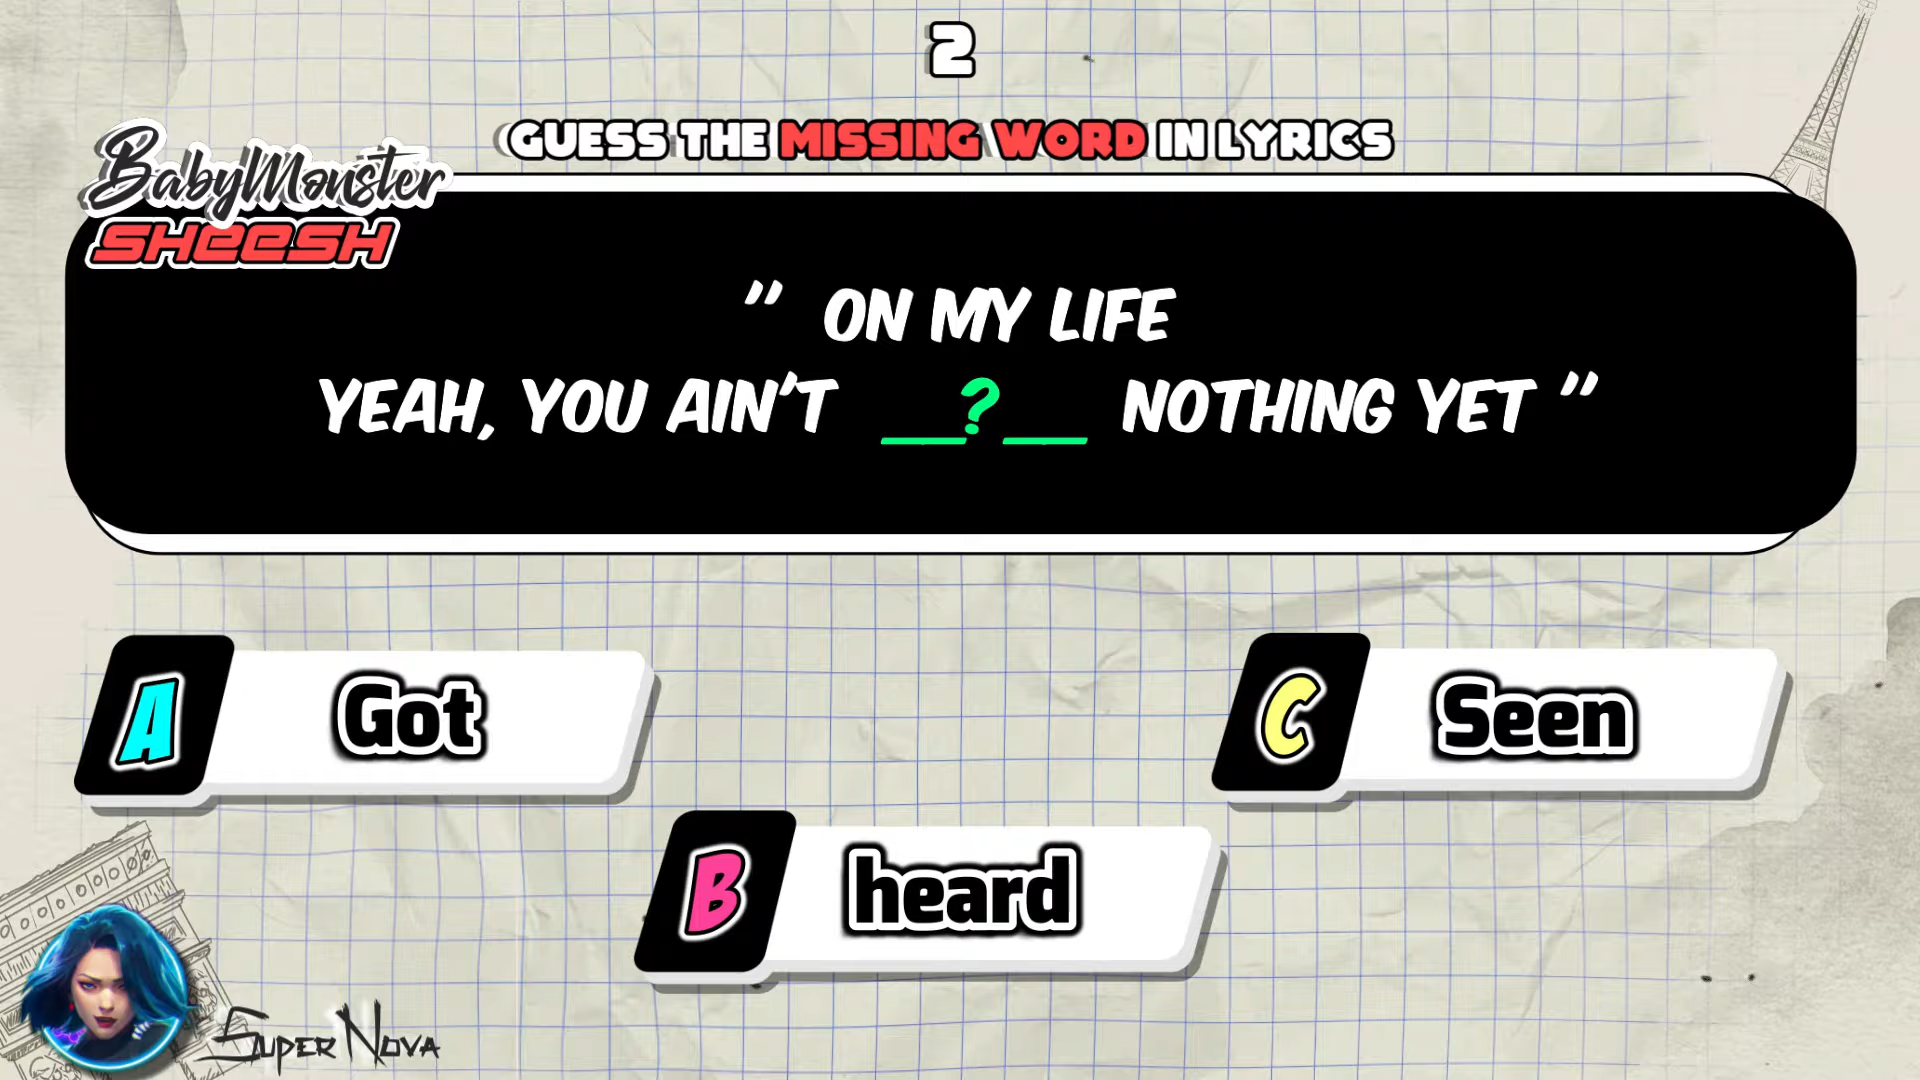 2
GUESS THE MISSING WORD IN LYRICS
BabyMonster
SHEESH
" ON MY LIFE
YEAH, YOU AIN'T __?__ NOTHING YET "
A Got
C Seen
B heard
SUPER NOVA